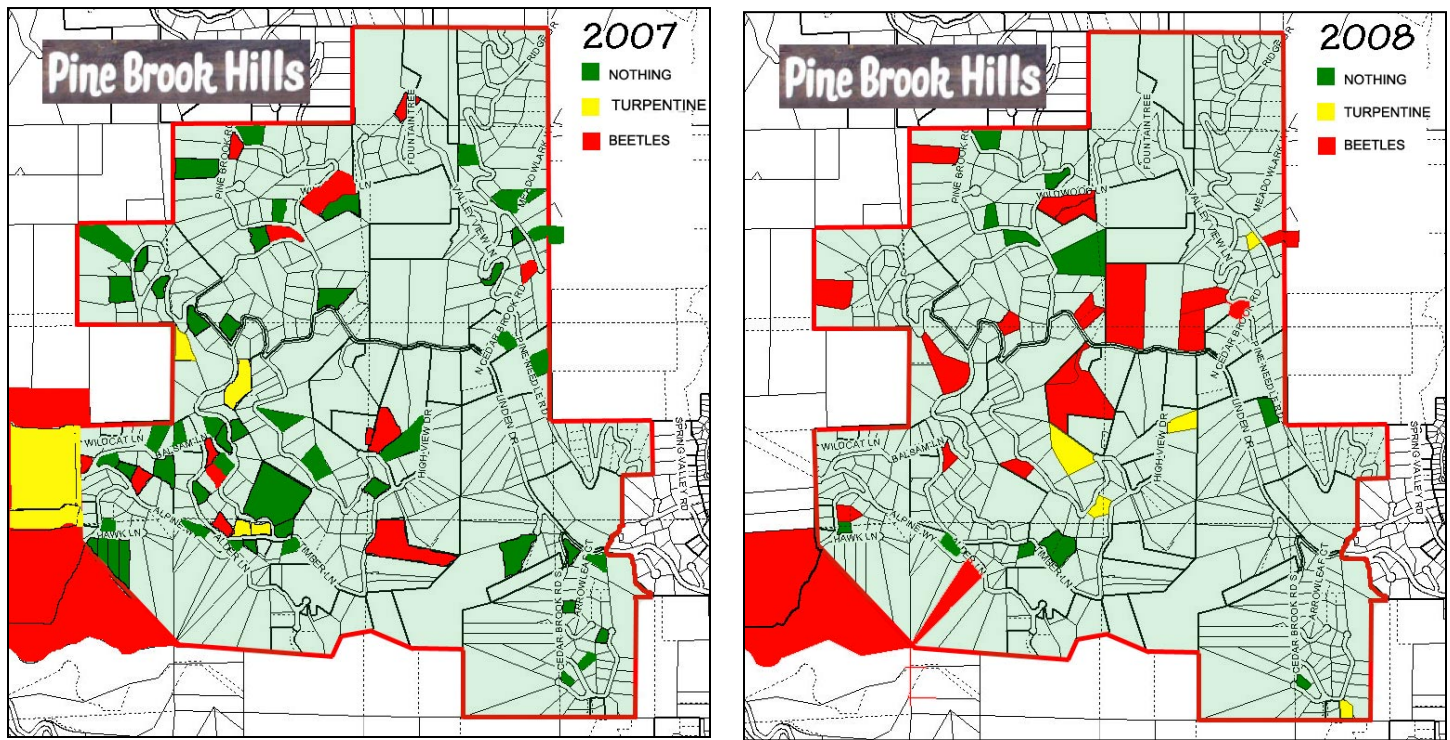 2007
Pine Brook Hills
NOTHING
TURPENTINE
BEETLES
RIDGE DR
FOUNTAINTREE
PINE BROOK RD
MEADOWLARK
VALLEY VIEW LN
N CEDAR BROOK RD
PINE NEEDLE RD
LINDEN DR
WILDCAT LN
BALSAM LN
HIGH VIEW DR
SPRING VALLEY RD
ALPINE WY
HAWK LN
TIMBER LN
ARROWLEAF CT
CEDAR BROOK RD S
2008
Pine Brook Hills
NOTHING
TURPENTINE
BEETLES
RIDGE DR
FOUNTAINTREE
PINE BROOK RD
WILDWOOD LN
MEADOWLARK
VALLEY VIEW LN
N CEDAR BROOK RD
PINE NEEDLE RD
LINDEN DR
WILDCAT LN
BALSAM LN
HIGH VIEW DR
SPRING VALLEY RD
ALPINE WY
HAWK LN
TIMBER LN
ARROWLEAF CT
CEDAR BROOK RD S